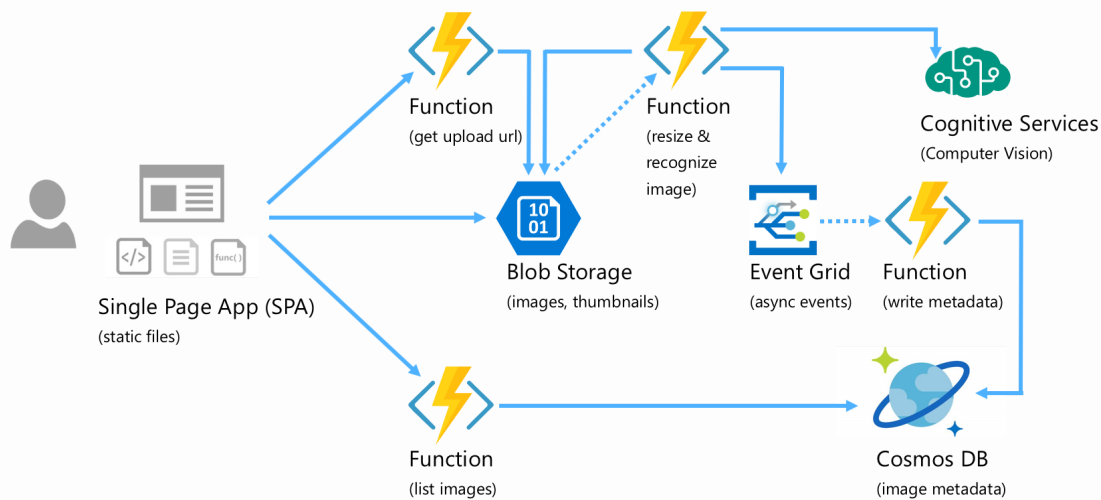 Function
(get upload url)
Function
(resize &
recognize
image)
Cognitive Services
(Computer Vision)
10
01
</>
func()
Blob Storage
(images, thumbnails)
Event Grid
(async events)
Function
(write metadata)
Single Page App (SPA)
(static files)
Function
(list images)
Cosmos DB
(image metadata)